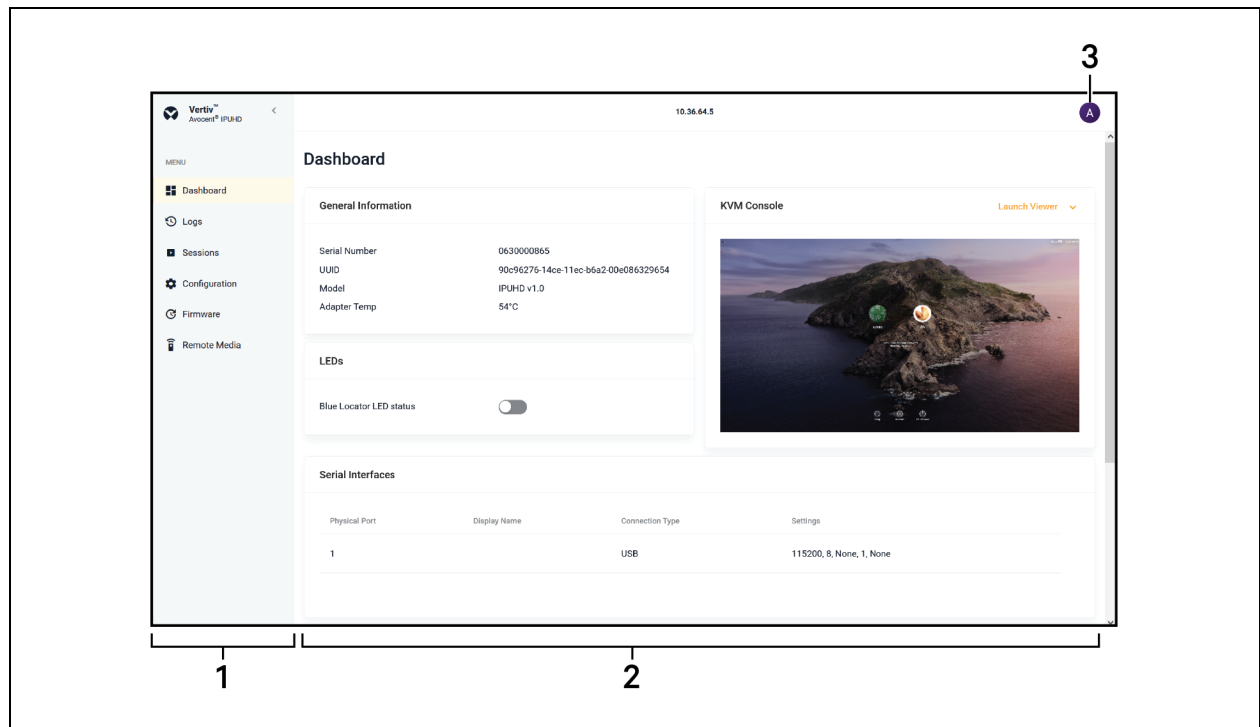 3
Vertiv™
Avocent® IPUHD
10.36.64.5
A
MENU
Dashboard
Logs
Sessions
Configuration
Firmware
Remote Media
Dashboard
General Information
Serial Number 0630000865
UUID 90c96276-14ce-11ec-b6a2-00e086329654
Model IPUHD v1.0
Adapter Temp 54°C
LEDs
Blue Locator LED status
KVM Console Launch Viewer
Serial Interfaces
Physical Port Display Name Connection Type Settings
1 USB 115200, 8, None, 1, None
1 2